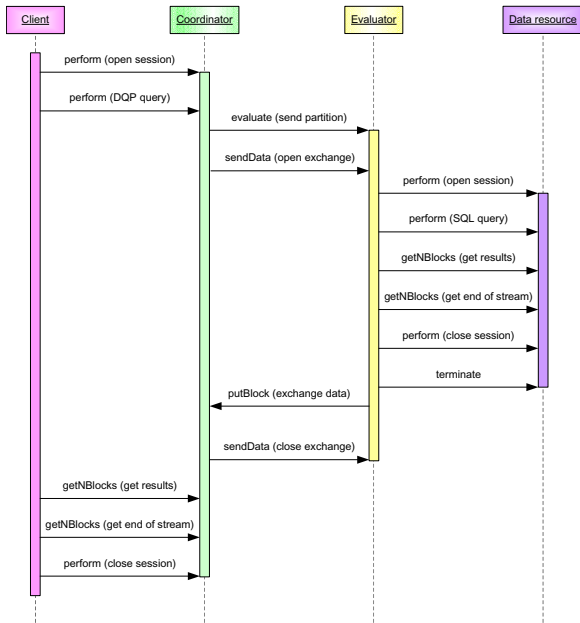 Client
Coordinator
Evaluator
Data resource
perform (open session)
perform (DQP query)
evaluate (send partition)
sendData (open exchange)
perform (open session)
perform (SQL query)
getNBlocks (get results)
getNBlocks (get end of stream)
perform (close session)
terminate
putBlock (exchange data)
sendData (close exchange)
getNBlocks (get results)
getNBlocks (get end of stream)
perform (close session)